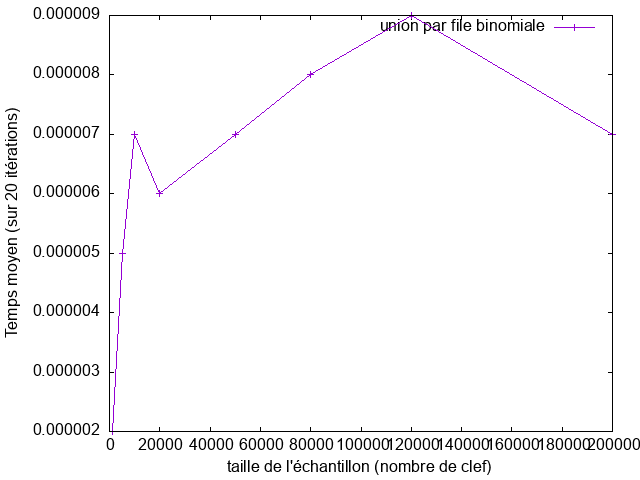 0.000009
0.000008
0.000007
0.000006
0.000005
0.000004
0.000003
0.000002
0 20000 40000 60000 80000 100000 120000 140000 160000 180000 200000
taille de l'échantillon (nombre de clef)
Temps moyen (sur 20 itérations)
union par file binomiale